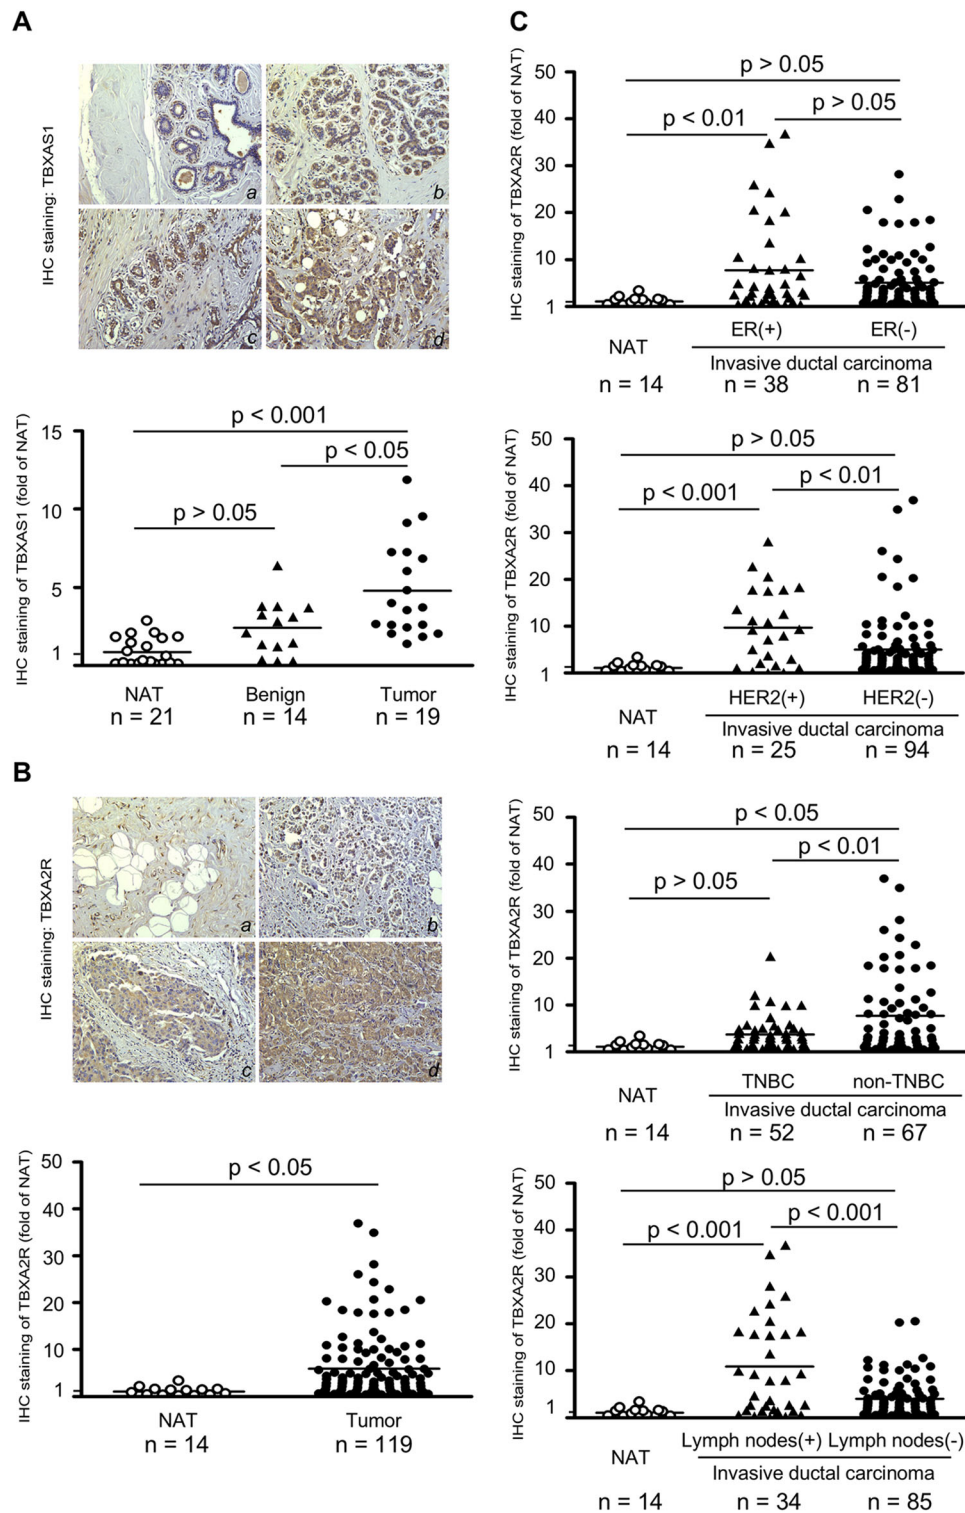 A
IHC staining: TBXAS1
a
b
c
d
IHC staining of TBXAS1 (fold of NAT)
15
10
5
1
p < 0.001
p < 0.05
p > 0.05
NAT
Benign
Tumor
n = 21
n = 14
n = 19
B
IHC staining: TBXA2R
a
b
c
d
IHC staining of TBXA2R (fold of NAT)
50
40
30
20
10
1
p < 0.05
NAT
Tumor
n = 14
n = 119
C
IHC staining of TBXA2R (fold of NAT)
50
40
30
20
10
1
p > 0.05
p < 0.01
p > 0.05
ER(+)
ER(-)
NAT
Invasive ductal carcinoma
n = 14
n = 38
n = 81
IHC staining of TBXA2R (fold of NAT)
50
40
30
20
10
1
p > 0.05
p < 0.001
p < 0.01
HER2(+)
HER2(-)
NAT
Invasive ductal carcinoma
n = 14
n = 25
n = 94
IHC staining of TBXA2R (fold of NAT)
50
40
30
20
10
1
p < 0.05
p > 0.05
p < 0.01
TNBC
non-TNBC
NAT
Invasive ductal carcinoma
n = 14
n = 52
n = 67
IHC staining of TBXA2R (fold of NAT)
50
40
30
20
10
1
p > 0.05
p < 0.001
p < 0.001
Lymph nodes(+)
Lymph nodes(-)
NAT
Invasive ductal carcinoma
n = 14
n = 34
n = 85